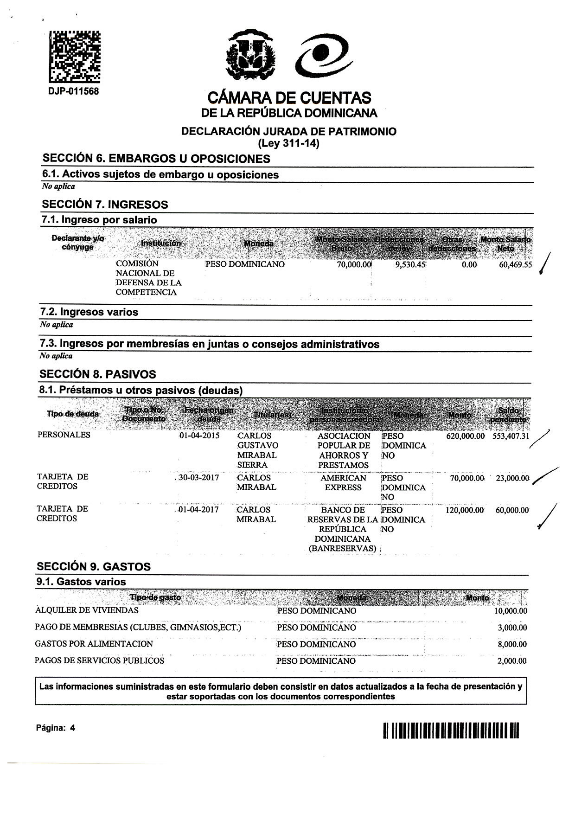 DJP-011568
CÁMARA DE CUENTAS
DE LA REPÚBLICA DOMINICANA
DECLARACIÓN JURADA DE PATRIMONIO
(Ley 311-14)
SECCIÓN 6. EMBARGOS U OPOSICIONES
6.1. Activos sujetos de embargo u oposiciones
No aplica
SECCIÓN 7. INGRESOS
7.1. Ingreso por salario
Declarante y/o cónyuge Institución Moneda Monto Salario Bruto Deducciones Otras deducciones Monto Salario Neto
COMISIÓN PESO DOMINICANO 70,000.00 9,530.45 0.00 60,469.55
NACIONAL DE
DEFENSA DE LA
COMPETENCIA
7.2. Ingresos varios
No aplica
7.3. Ingresos por membresías en juntas o consejos administrativos
No aplica
SECCIÓN 8. PASIVOS
8.1. Préstamos u otros pasivos (deudas)
Tipo de deuda Tipo o No. Documento Fecha origen Moneda Monto Saldo
PERSONALES 01-04-2015 CARLOS ASOCIACION PESO 620,000.00 553,407.31
GUSTAVO POPULAR DE DOMINICA
MIRABAL AHORROS Y NO
SIERRA PRESTAMOS
TARJETA DE 30-03-2017 CARLOS AMERICAN PESO 70,000.00 23,000.00
CREDITOS MIRABAL EXPRESS DOMINICA
NO
TARJETA DE 01-04-2017 CARLOS BANCO DE PESO 120,000.00 60,000.00
CREDITOS MIRABAL RESERVAS DE LA DOMINICA
REPÚBLICA NO
DOMINICANA
(BANRESERVAS)
SECCIÓN 9. GASTOS
9.1. Gastos varios
Tipo de gasto Moneda Monto
ALQUILER DE VIVIENDAS PESO DOMINICANO 10,000.00
PAGO DE MEMBRESIAS (CLUBES, GIMNASIOS,ECT.) PESO DOMINICANO 3,000.00
GASTOS POR ALIMENTACION PESO DOMINICANO 8,000.00
PAGOS DE SERVICIOS PUBLICOS PESO DOMINICANO 2,000.00
Las informaciones suministradas en este formulario deben consistir en datos actualizados a la fecha de presentación y
estar soportadas con los documentos correspondientes
Página: 4